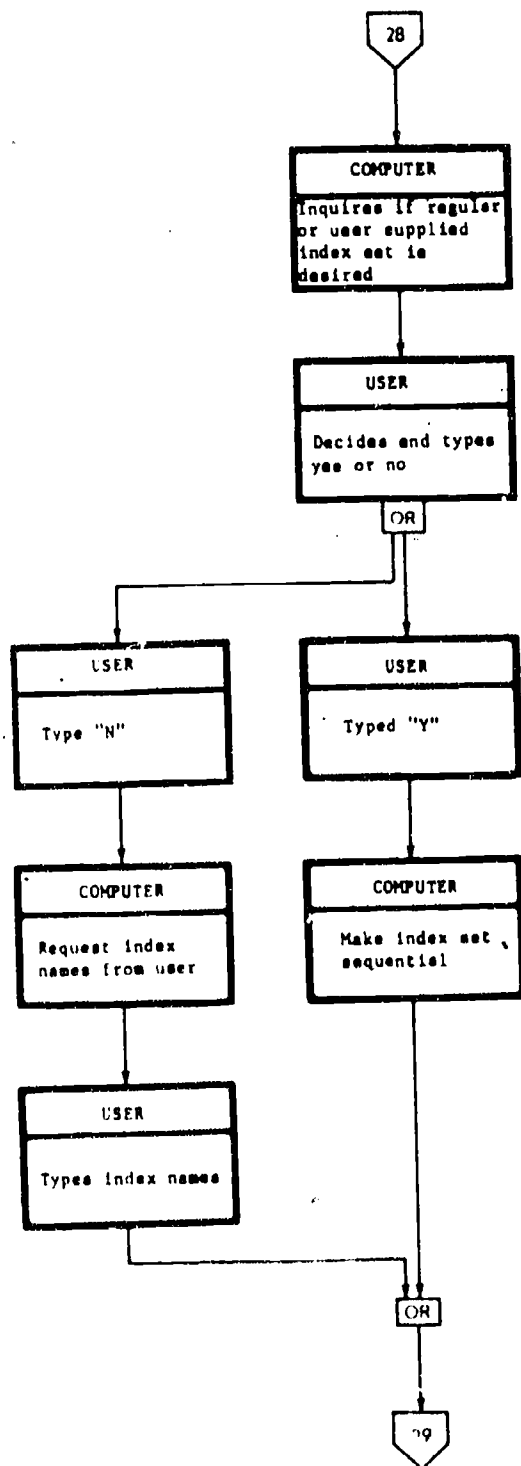 28
COMPUTER
Inquires if regular
or user supplied
index set is
desired
USER
Decides and types
yes or no
OR
USER
Type "N"
USER
Typed "Y"
COMPUTER
Request index
names from user
COMPUTER
Make index set
sequential
USER
Types index names
OR
29